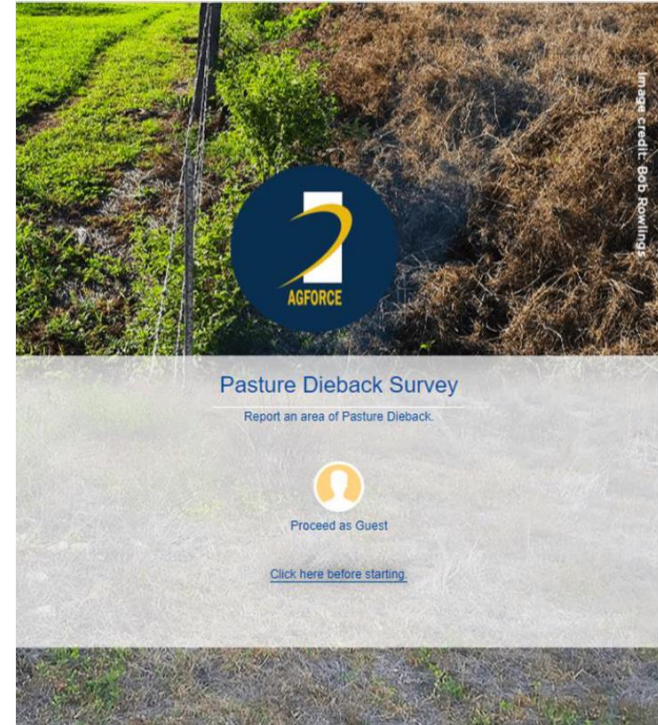 Image credit: Bob Rowlings
AGFORCE
Pasture Dieback Survey
Report an area of Pasture Dieback.
Proceed as Guest
Click here before starting.